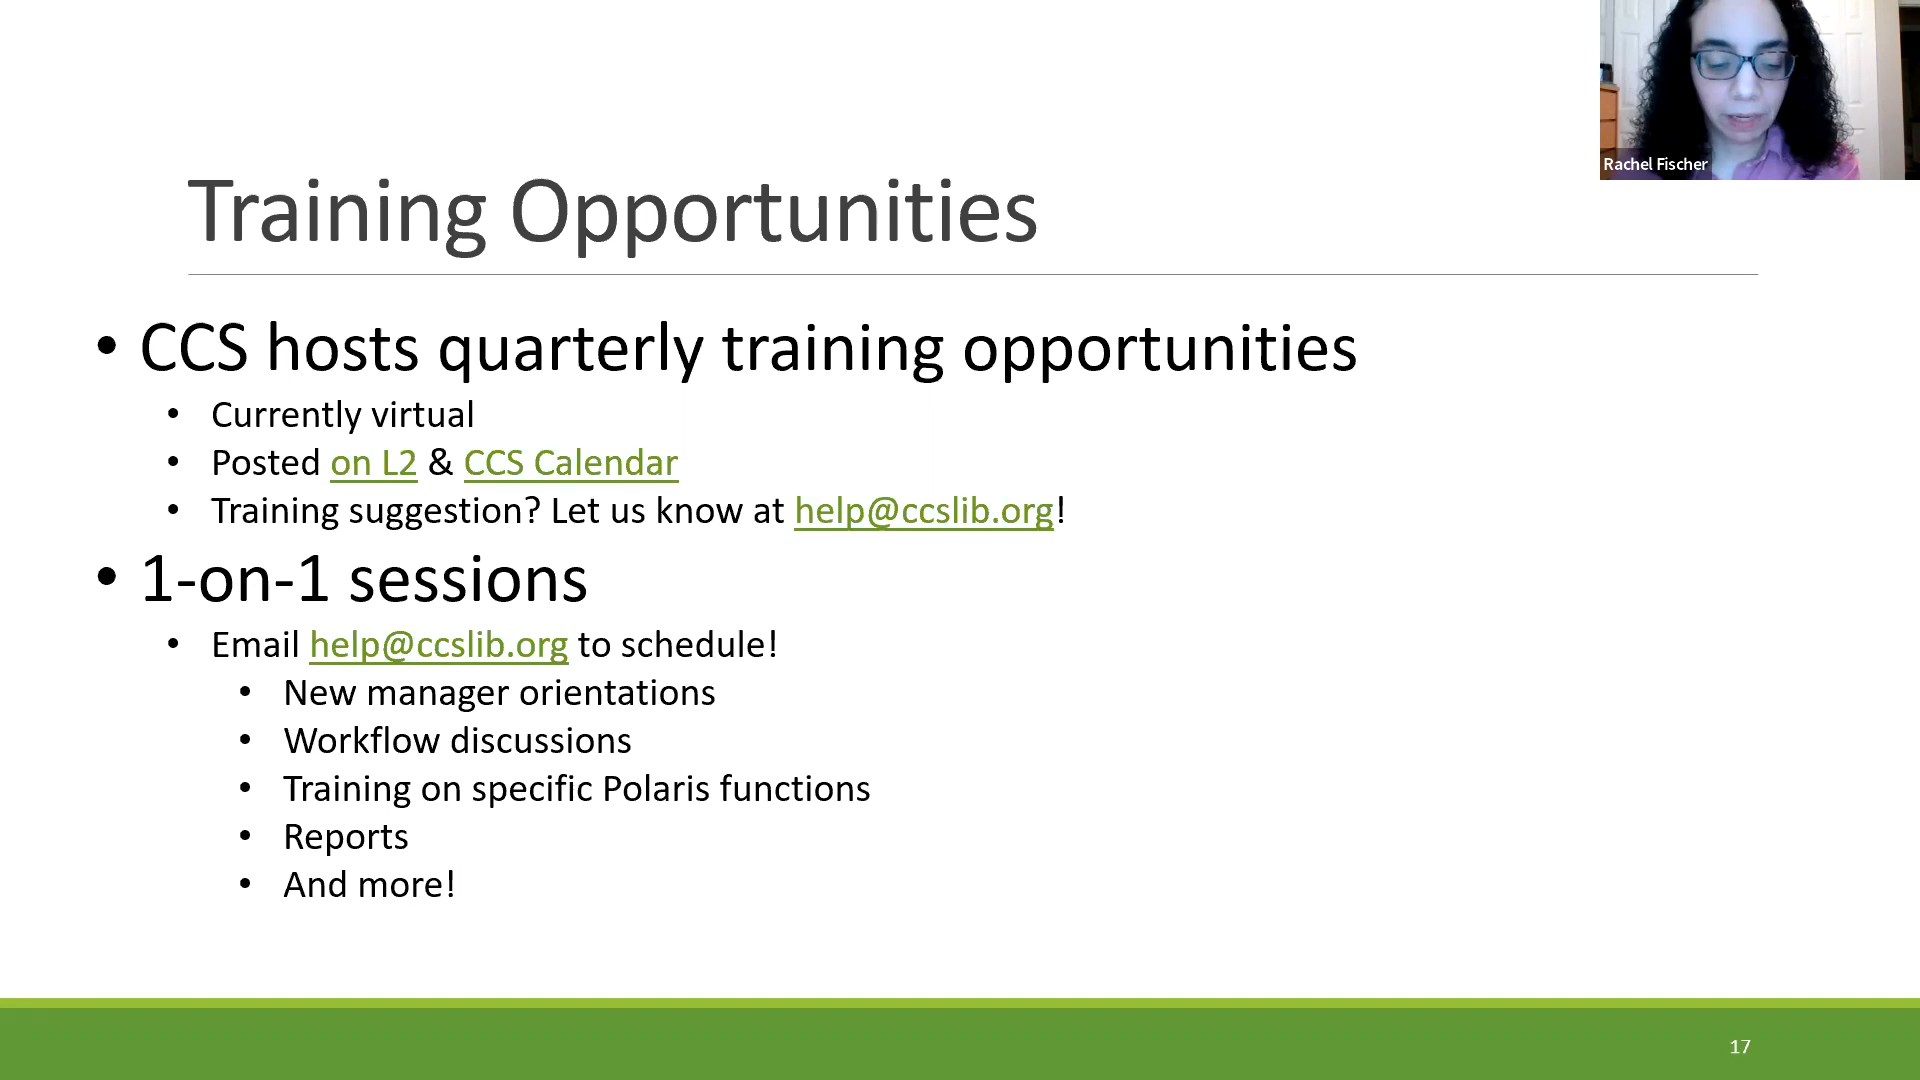 Rachel Fischer
Training Opportunities
• CCS hosts quarterly training opportunities
• Currently virtual
• Posted on L2 & CCS Calendar
• Training suggestion? Let us know at help@ccslib.org!
• 1-on-1 sessions
• Email help@ccslib.org to schedule!
• New manager orientations
• Workflow discussions
• Training on specific Polaris functions
• Reports
• And more!
17